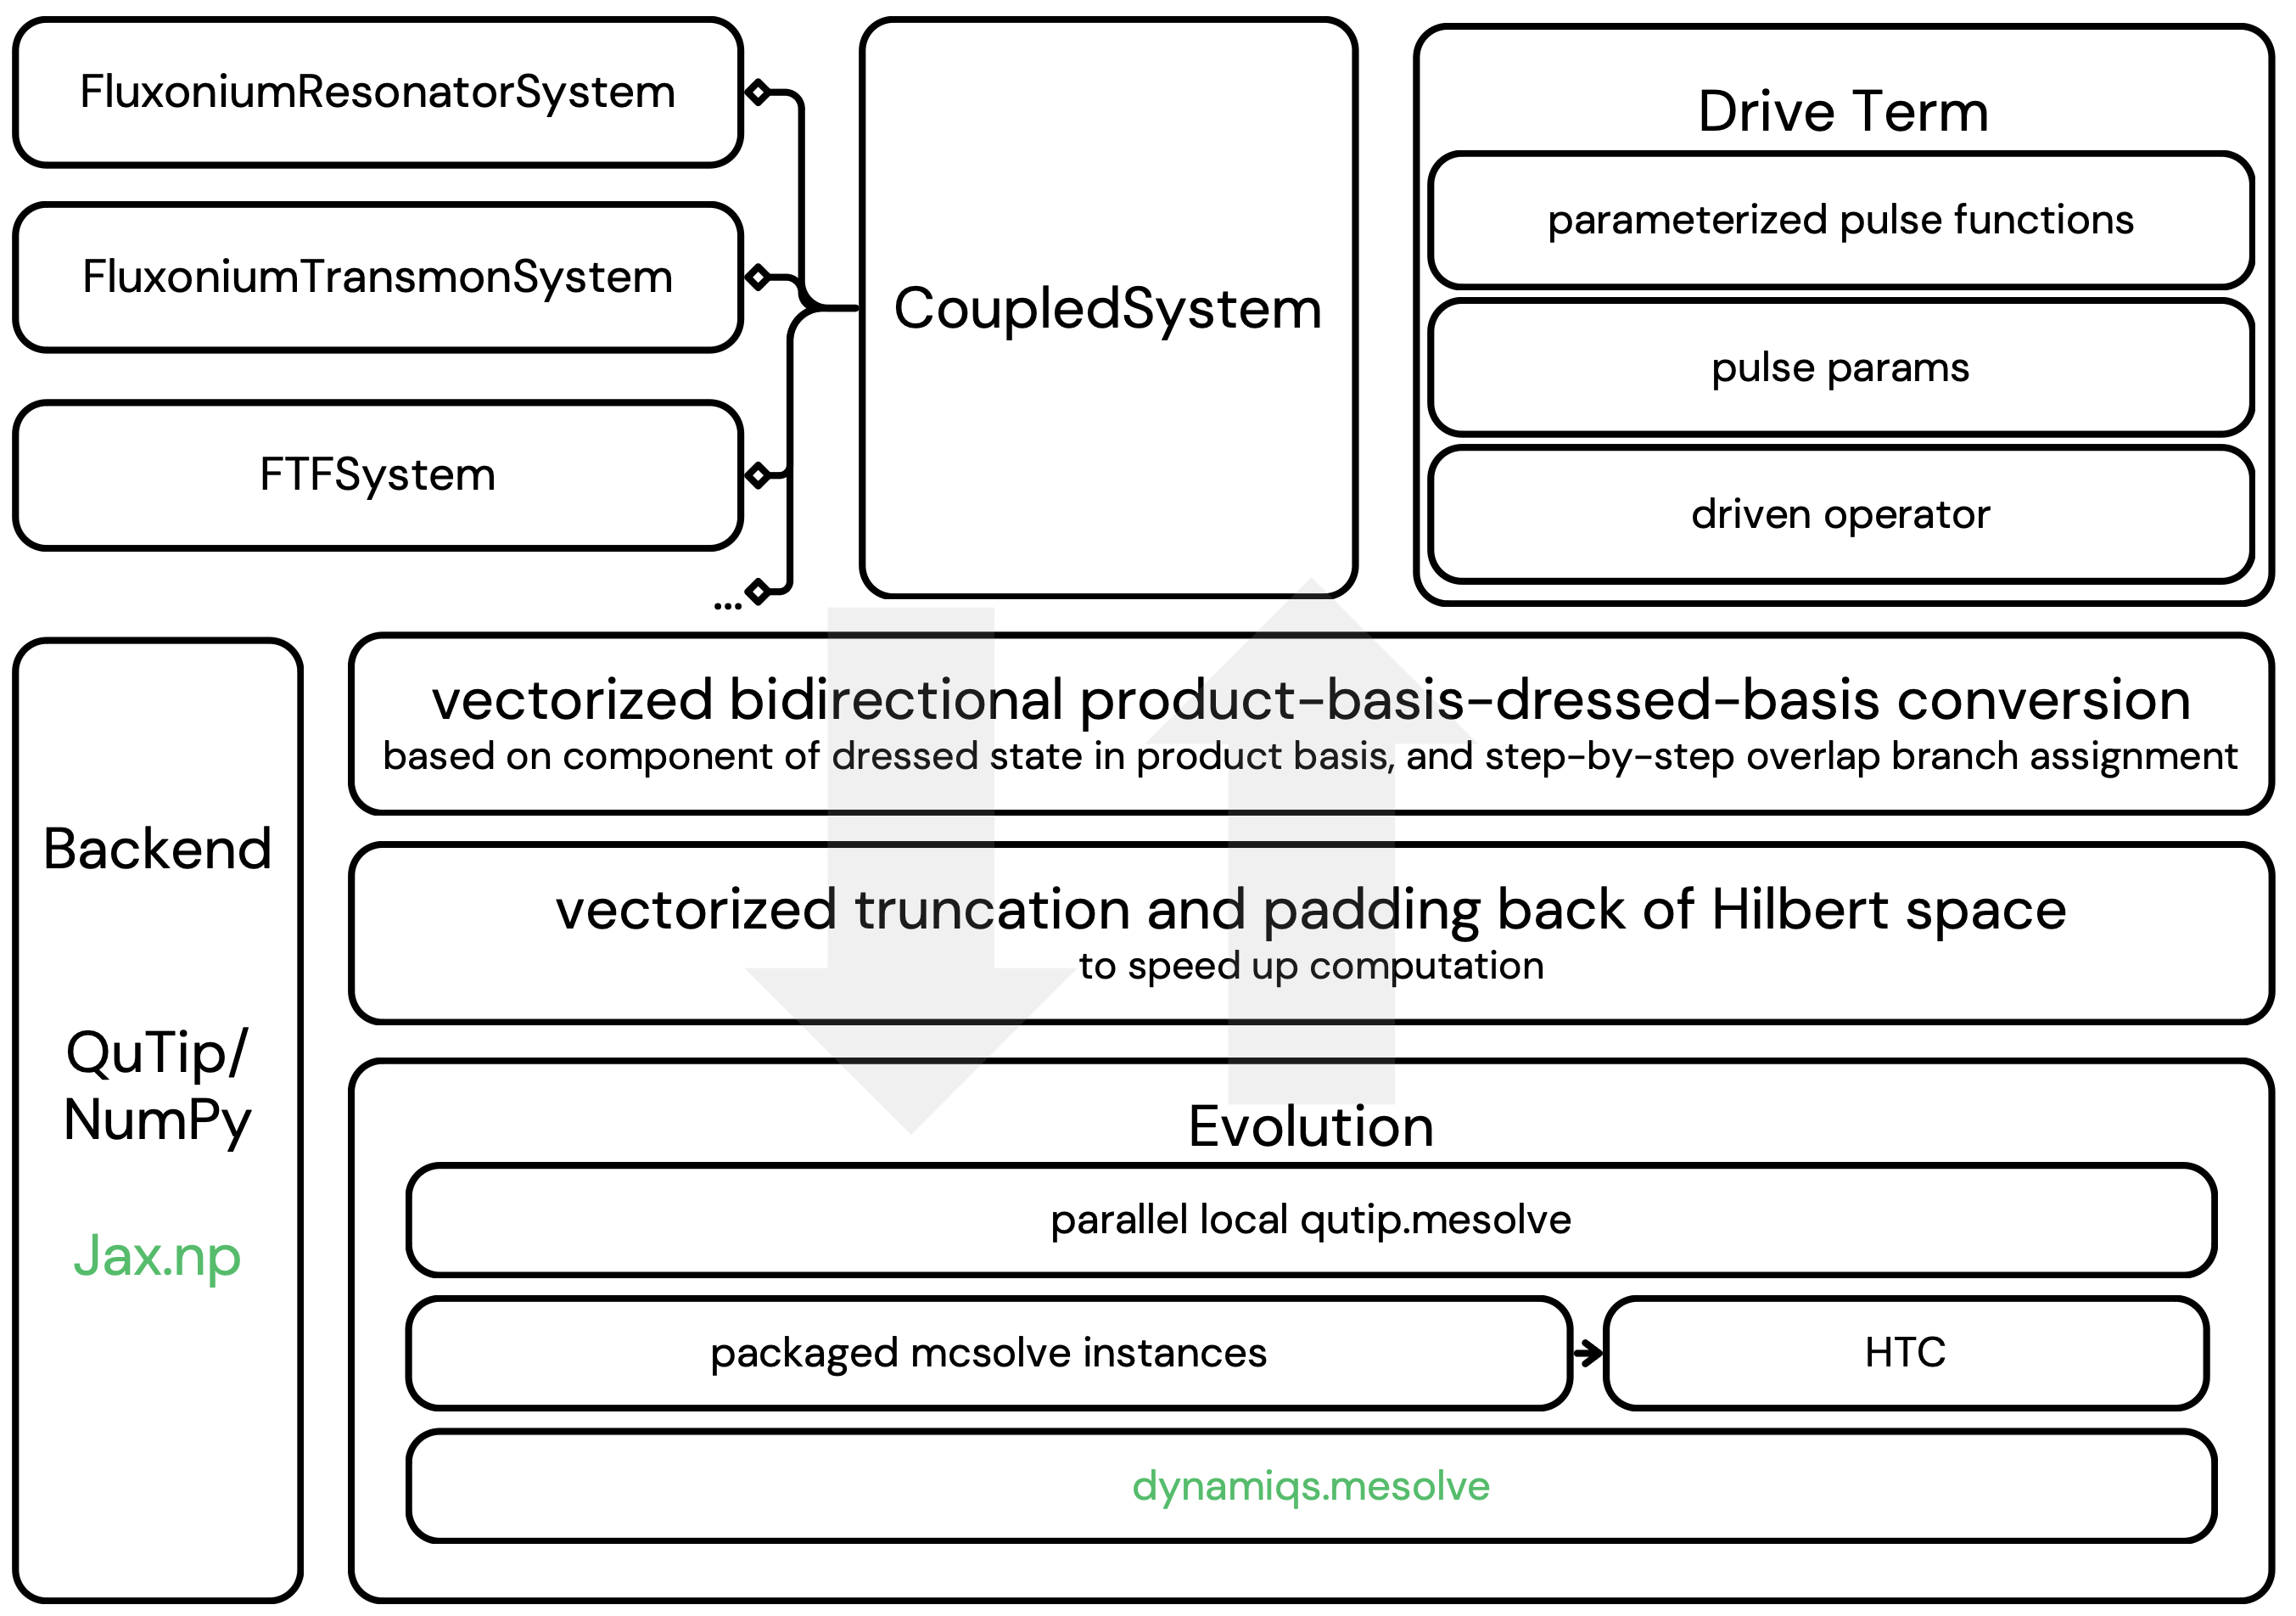 FluxoniumResonatorSystem
FluxoniumTransmonSystem
FTFSystem
...
CoupledSystem
Drive Term
parameterized pulse functions
pulse params
driven operator
Backend
QuTip/
NumPy
Jax.np
vectorized bidirectional product-basis-dressed-basis conversion
based on component of dressed state in product basis, and step-by-step overlap branch assignment
vectorized truncation and padding back of Hilbert space
to speed up computation
Evolution
parallel local qutip.mesolve
packaged mcsolve instances
HTC
dynamiqs.mesolve